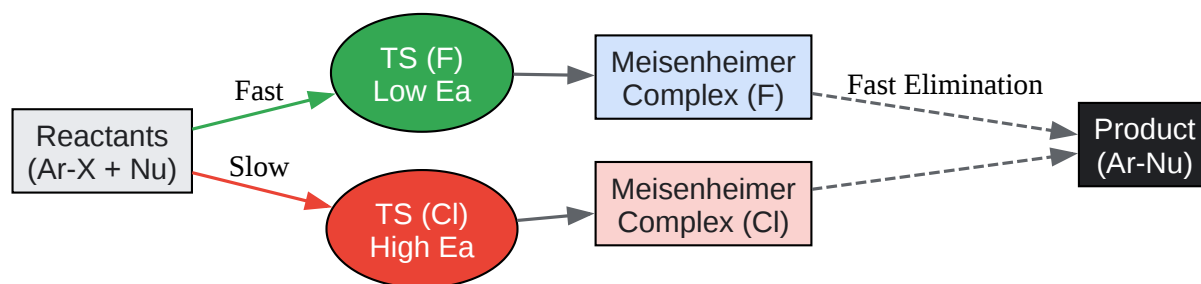 Reactants
(Ar-X + Nu)
Fast
Slow
TS (F)
Low Ea
TS (Cl)
High Ea
Meisenheimer
Complex (F)
Meisenheimer
Complex (Cl)
Fast Elimination
Product
(Ar-Nu)